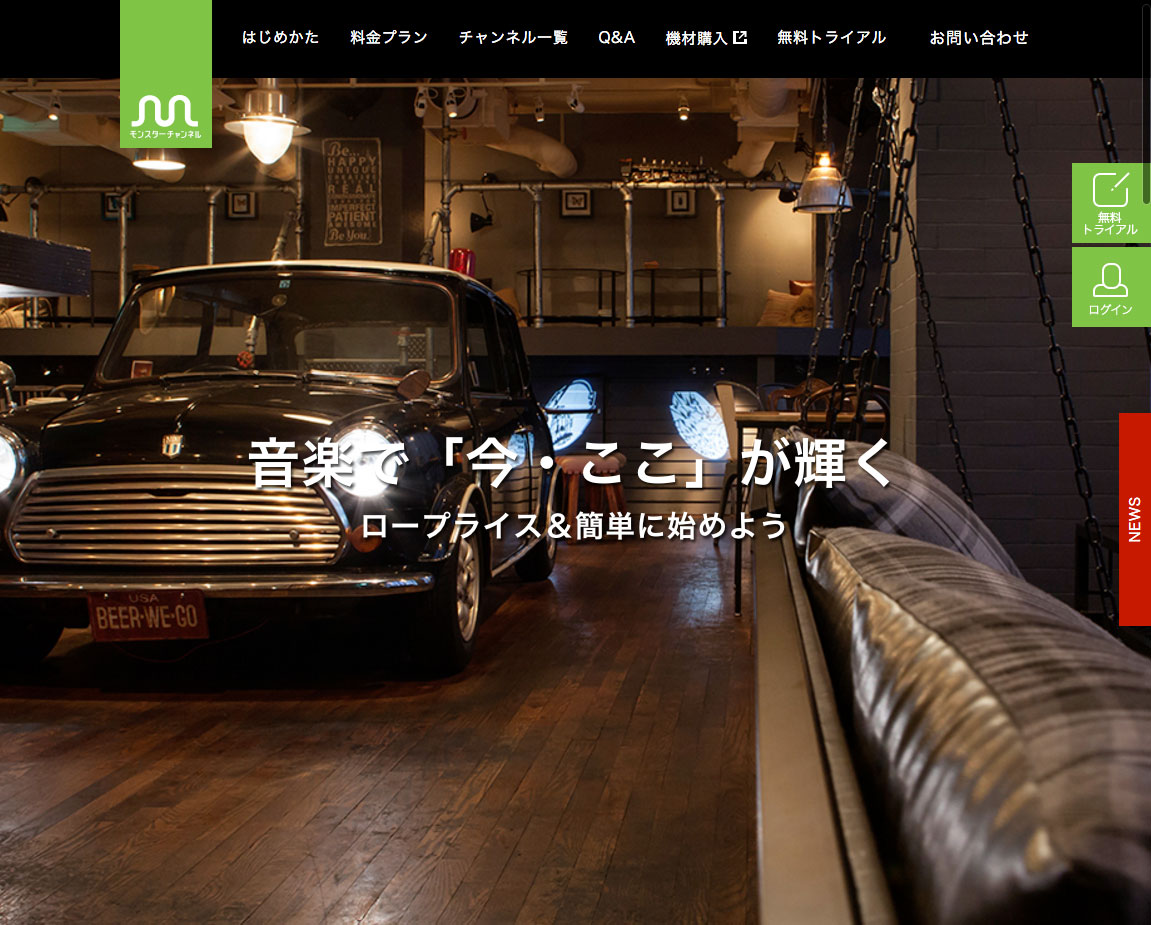 はじめかた
料金プラン
チャンネル一覧
Q&A
機材購入
無料トライアル
お問い合わせ
モンスターチャンネル
Be...
HAPPY
UNIQUE
REAL
IMPERFECT
PATIENT
AWESOME
Be You.
無料
トライアル
ログイン
音楽で「今・ここ」が輝く
ロープライス＆簡単に始めよう
NEWS
USA
BEER·WE·GO